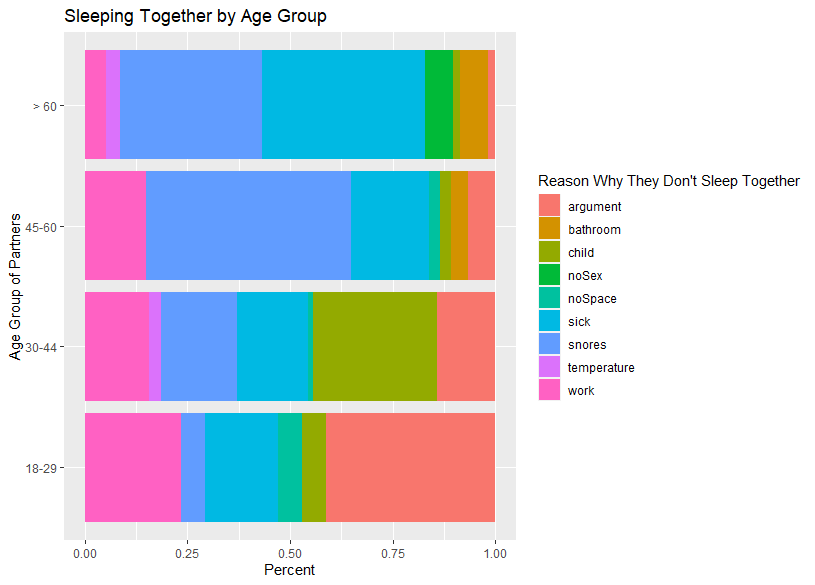 Sleeping Together by Age Group
Age Group of Partners
> 60
45-60
30-44
18-29
0.00 0.25 0.50 0.75 1.00
Percent
Reason Why They Don't Sleep Together
argument
bathroom
child
noSex
noSpace
sick
snores
temperature
work